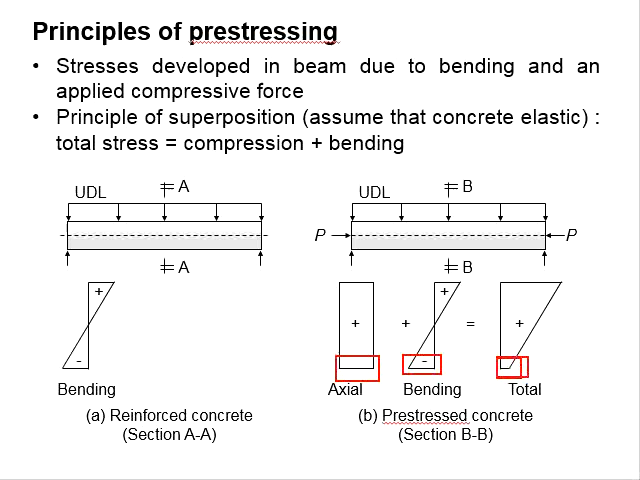 Principles of prestressing
• Stresses developed in beam due to bending and an
applied compressive force
• Principle of superposition (assume that concrete elastic) :
total stress = compression + bending
UDL
A
A
+
-
Bending
(a) Reinforced concrete
(Section A-A)
UDL
B
P
P
B
+
+
+
-
=
+
Axial
Bending
Total
(b) Prestressed concrete
(Section B-B)